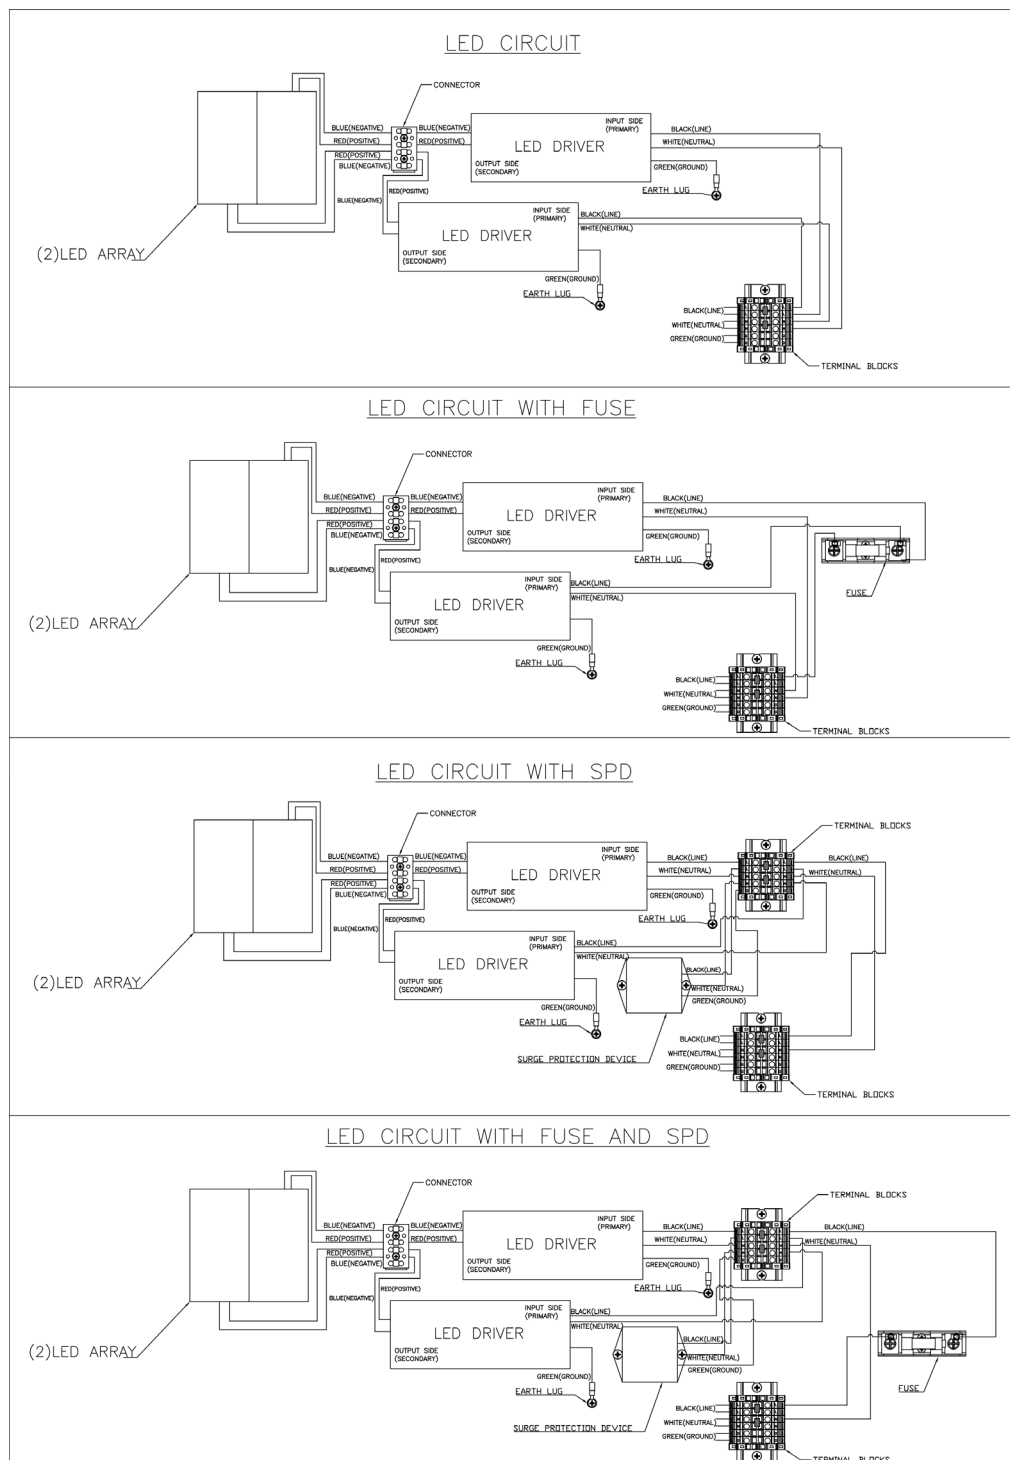 LED CIRCUIT
CONNECTOR
BLUE(NEGATIVE)
BLUE(NEGATIVE)
RED(POSITIVE)
RED(POSITIVE)
RED(POSITIVE)
BLUE(NEGATIVE)
INPUT SIDE
(PRIMARY)
LED DRIVER
OUTPUT SIDE
(SECONDARY)
BLACK(LINE)
WHITE(NEUTRAL)
GREEN(GROUND)
EARTH LUG
RED(POSITIVE)
BLUE(NEGATIVE)
INPUT SIDE
(PRIMARY)
LED DRIVER
OUTPUT SIDE
(SECONDARY)
BLACK(LINE)
WHITE(NEUTRAL)
GREEN(GROUND)
EARTH LUG
(2)LED ARRAY
BLACK(LINE)
WHITE(NEUTRAL)
GREEN(GROUND)
TERMINAL BLOCKS
LED CIRCUIT WITH FUSE
CONNECTOR
BLUE(NEGATIVE)
BLUE(NEGATIVE)
RED(POSITIVE)
RED(POSITIVE)
RED(POSITIVE)
BLUE(NEGATIVE)
INPUT SIDE
(PRIMARY)
LED DRIVER
OUTPUT SIDE
(SECONDARY)
BLACK(LINE)
WHITE(NEUTRAL)
GREEN(GROUND)
EARTH LUG
FUSE
RED(POSITIVE)
BLUE(NEGATIVE)
INPUT SIDE
(PRIMARY)
LED DRIVER
OUTPUT SIDE
(SECONDARY)
BLACK(LINE)
WHITE(NEUTRAL)
GREEN(GROUND)
EARTH LUG
(2)LED ARRAY
BLACK(LINE)
WHITE(NEUTRAL)
GREEN(GROUND)
TERMINAL BLOCKS
LED CIRCUIT WITH SPD
CONNECTOR
TERMINAL BLOCKS
BLUE(NEGATIVE)
BLUE(NEGATIVE)
RED(POSITIVE)
RED(POSITIVE)
RED(POSITIVE)
BLUE(NEGATIVE)
INPUT SIDE
(PRIMARY)
LED DRIVER
OUTPUT SIDE
(SECONDARY)
BLACK(LINE)
WHITE(NEUTRAL)
GREEN(GROUND)
EARTH LUG
BLACK(LINE)
WHITE(NEUTRAL)
RED(POSITIVE)
BLUE(NEGATIVE)
INPUT SIDE
(PRIMARY)
LED DRIVER
OUTPUT SIDE
(SECONDARY)
BLACK(LINE)
WHITE(NEUTRAL)
GREEN(GROUND)
EARTH LUG
BLACK(LINE)
WHITE(NEUTRAL)
GREEN(GROUND)
SURGE PROTECTION DEVICE
(2)LED ARRAY
BLACK(LINE)
WHITE(NEUTRAL)
GREEN(GROUND)
TERMINAL BLOCKS
LED CIRCUIT WITH FUSE AND SPD
CONNECTOR
TERMINAL BLOCKS
BLUE(NEGATIVE)
BLUE(NEGATIVE)
RED(POSITIVE)
RED(POSITIVE)
RED(POSITIVE)
BLUE(NEGATIVE)
INPUT SIDE
(PRIMARY)
LED DRIVER
OUTPUT SIDE
(SECONDARY)
BLACK(LINE)
WHITE(NEUTRAL)
GREEN(GROUND)
EARTH LUG
BLACK(LINE)
WHITE(NEUTRAL)
RED(POSITIVE)
BLUE(NEGATIVE)
INPUT SIDE
(PRIMARY)
LED DRIVER
OUTPUT SIDE
(SECONDARY)
BLACK(LINE)
WHITE(NEUTRAL)
GREEN(GROUND)
EARTH LUG
BLACK(LINE)
WHITE(NEUTRAL)
GREEN(GROUND)
SURGE PROTECTION DEVICE
FUSE
(2)LED ARRAY
BLACK(LINE)
WHITE(NEUTRAL)
GREEN(GROUND)
TERMINAL BLOCKS